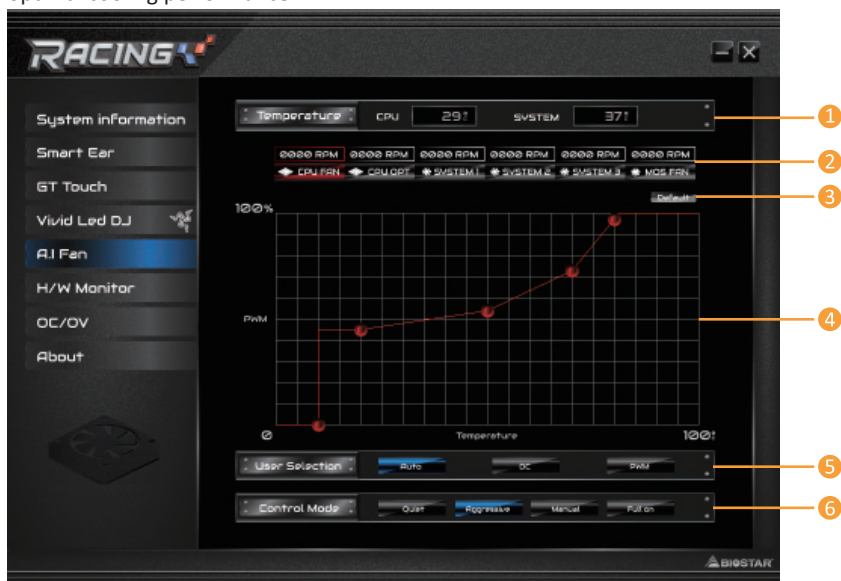 RACING
System information
Smart Ear
GT Touch
Vivid Led DJ
A.I Fan
H/W Monitor
OC/OV
About
Temperature CPU 29° SYSTEM 37° 1
0000 RPM 0000 RPM 0000 RPM 0000 RPM 0000 RPM 0000 RPM 2
CPU FAN CPU OPT SYSTEM 1 SYSTEM 2 SYSTEM 3 MOS FAN
Default 3
100%
PWM 4
0 Temperature 100°
User Selection Auto DC PWM 5
Control Mode Quiet Aggressive Manual Full on 6
BIOSTAR